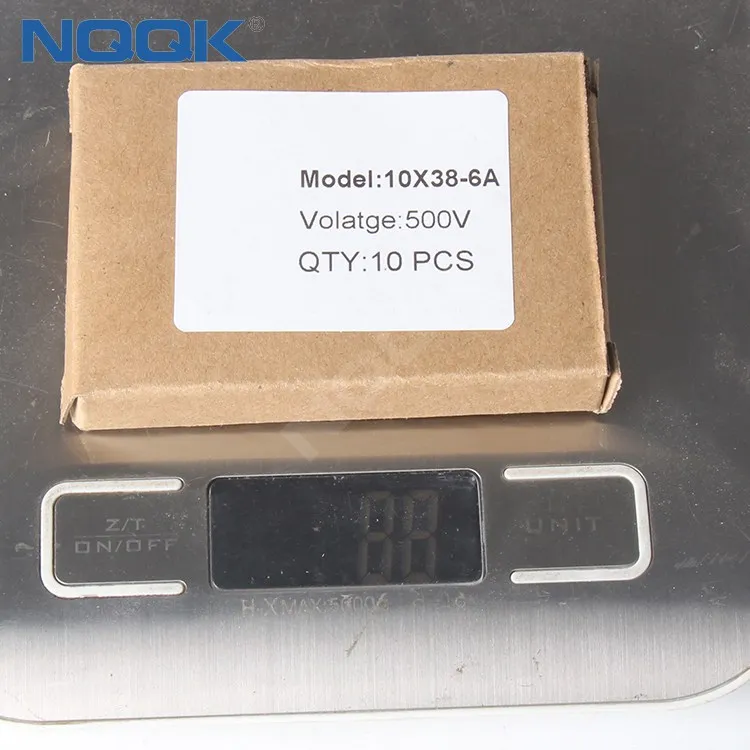 NQQK®
Model:10X38-6A
Volatge:500V
QTY:10 PCS
Z/T
ON/OFF
UNIT